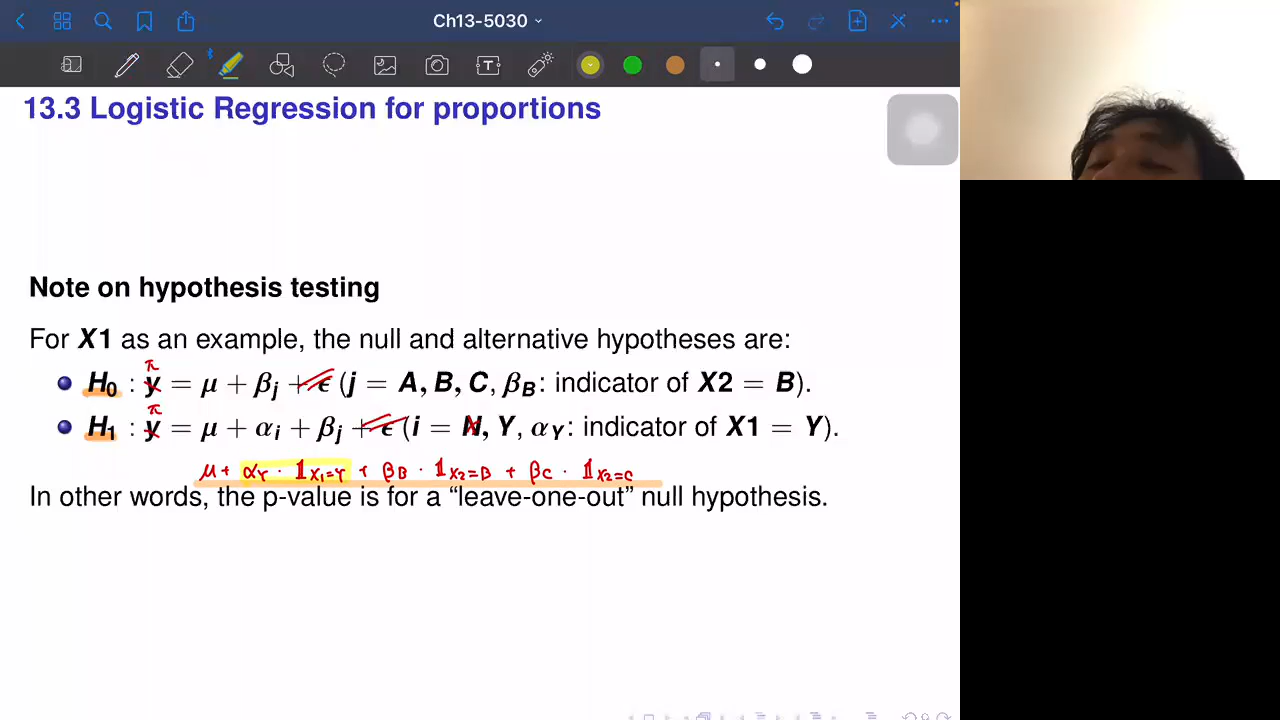 Ch13-5030
T
13.3 Logistic Regression for proportions
Note on hypothesis testing
For X1 as an example, the null and alternative hypotheses are:
π
H0 : y = μ + βj + ϵ (j = A, B, C, βB: indicator of X2 = B).
π
H1 : y = μ + αi + βj + ϵ (i = N, Y, αY: indicator of X1 = Y).
μ + αY · 𝟙X1=Y + βB · 𝟙X2=B + βC · 𝟙X2=C
In other words, the p-value is for a “leave-one-out” null hypothesis.